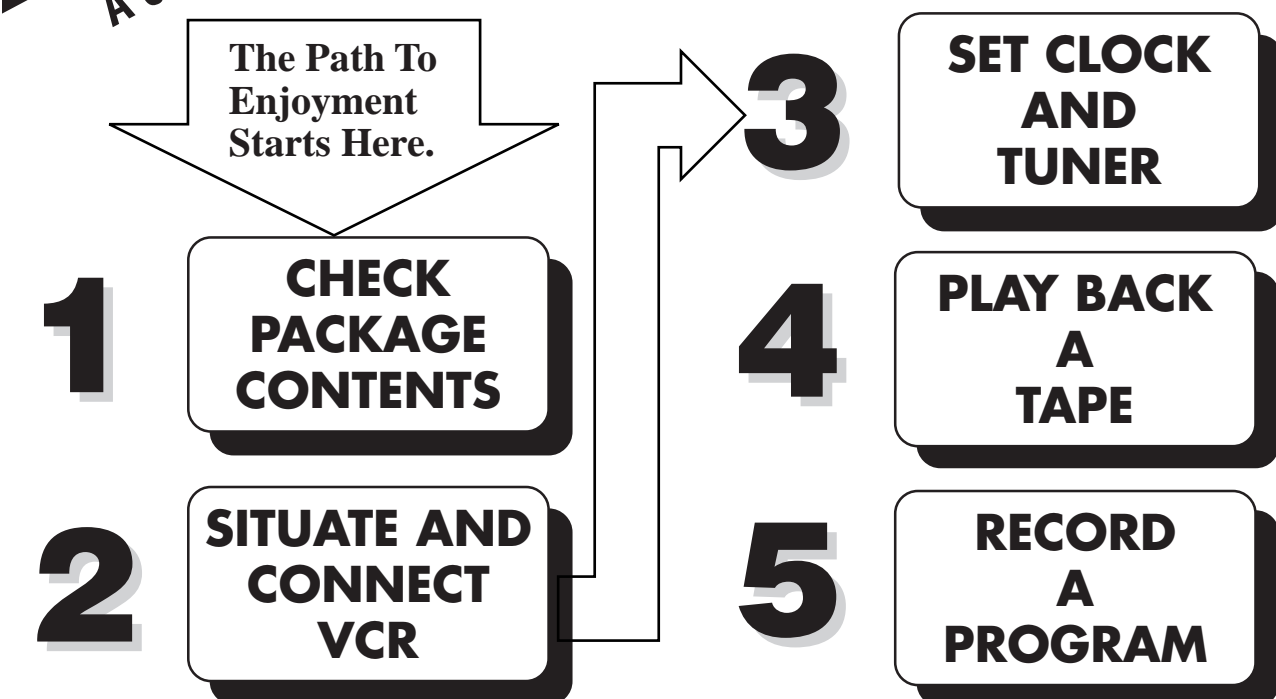 The Path To
Enjoyment
Starts Here.
1
CHECK
PACKAGE
CONTENTS
2
SITUATE AND
CONNECT
VCR
3
SET CLOCK
AND
TUNER
4
PLAY BACK
A
TAPE
5
RECORD
A
PROGRAM